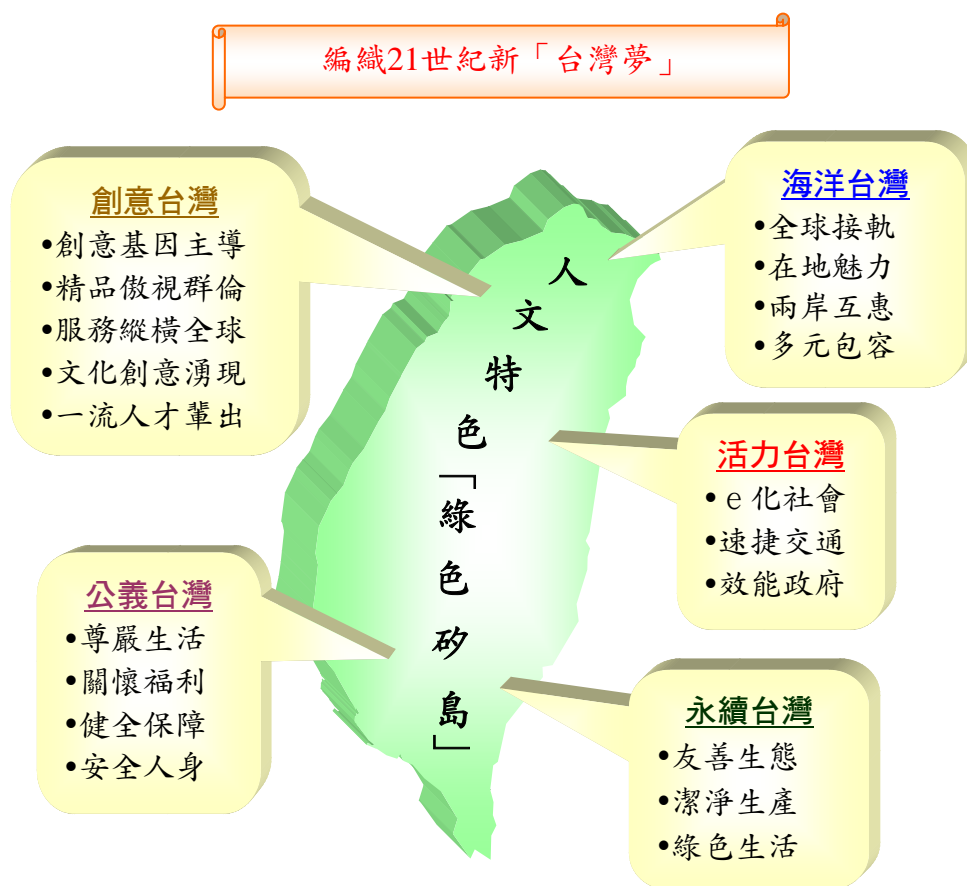 編織21世紀新「台灣夢」
創意台灣
•創意基因主導
•精品傲視群倫
•服務縱橫全球
•文化創意湧現
•一流人才輩出
海洋台灣
•全球接軌
•在地魅力
•兩岸互惠
•多元包容
人文特色「綠色矽島」
活力台灣
•e化社會
•速捷交通
•效能政府
公義台灣
•尊嚴生活
•關懷福利
•健全保障
•安全人身
永續台灣
•友善生態
•潔淨生產
•綠色生活